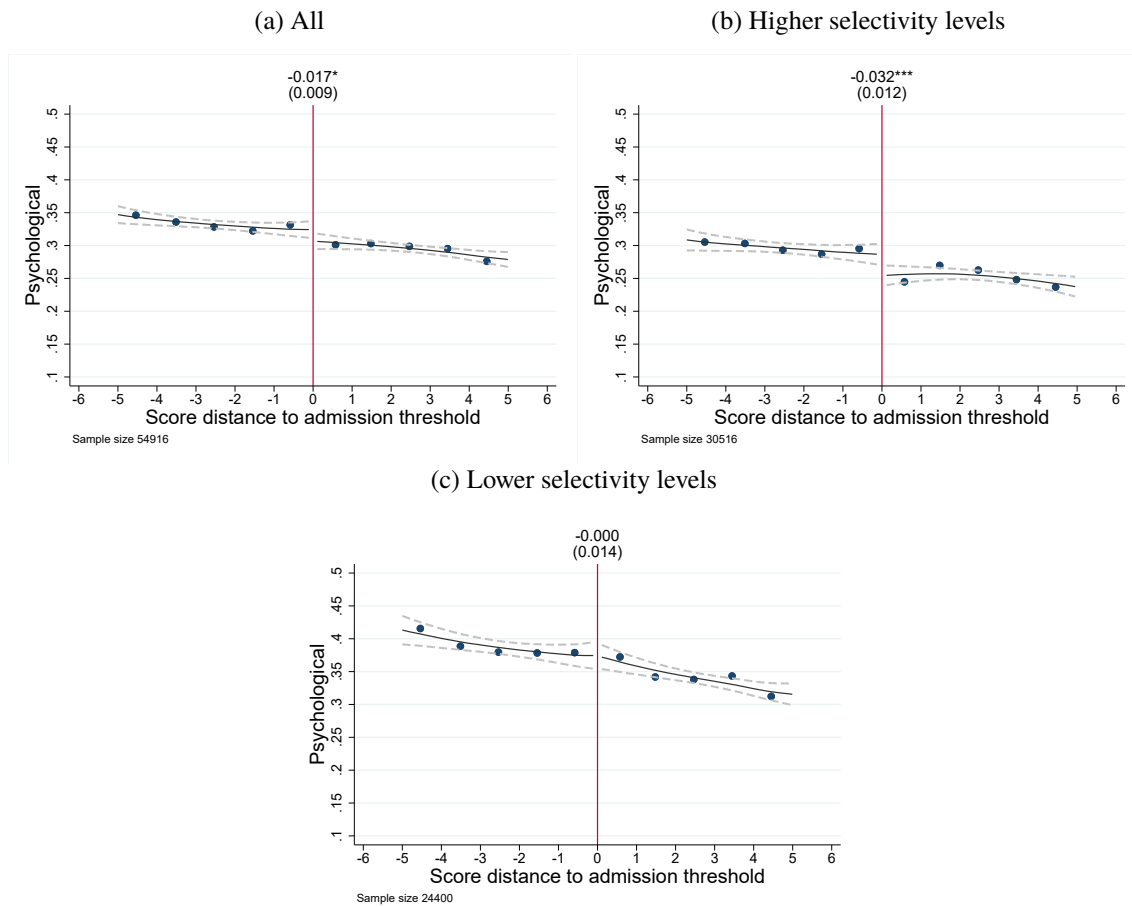 (a) All
-0.017*
(0.009)
Psychological
.5
.45
.4
.35
.3
.25
.2
.15
.1
-6 -5 -4 -3 -2 -1 0 1 2 3 4 5 6
Score distance to admission threshold
Sample size 54916
(b) Higher selectivity levels
-0.032***
(0.012)
Psychological
.5
.45
.4
.35
.3
.25
.2
.15
.1
-6 -5 -4 -3 -2 -1 0 1 2 3 4 5 6
Score distance to admission threshold
Sample size 30516
(c) Lower selectivity levels
-0.000
(0.014)
Psychological
.5
.45
.4
.35
.3
.25
.2
.15
.1
-6 -5 -4 -3 -2 -1 0 1 2 3 4 5 6
Score distance to admission threshold
Sample size 24400